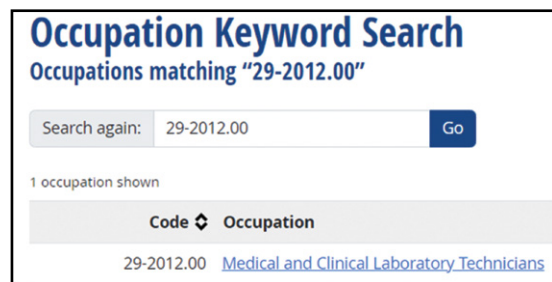 Occupation Keyword Search
Occupations matching “29-2012.00”
Search again: 29-2012.00 Go
1 occupation shown
Code Occupation
29-2012.00 Medical and Clinical Laboratory Technicians